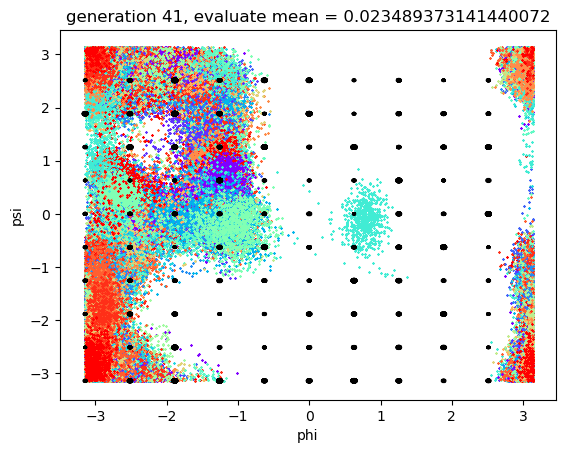 generation 41, evaluate mean = 0.023489373141440072
3
2
1
0
−1
−2
−3
psi
−3 −2 −1 0 1 2 3
phi